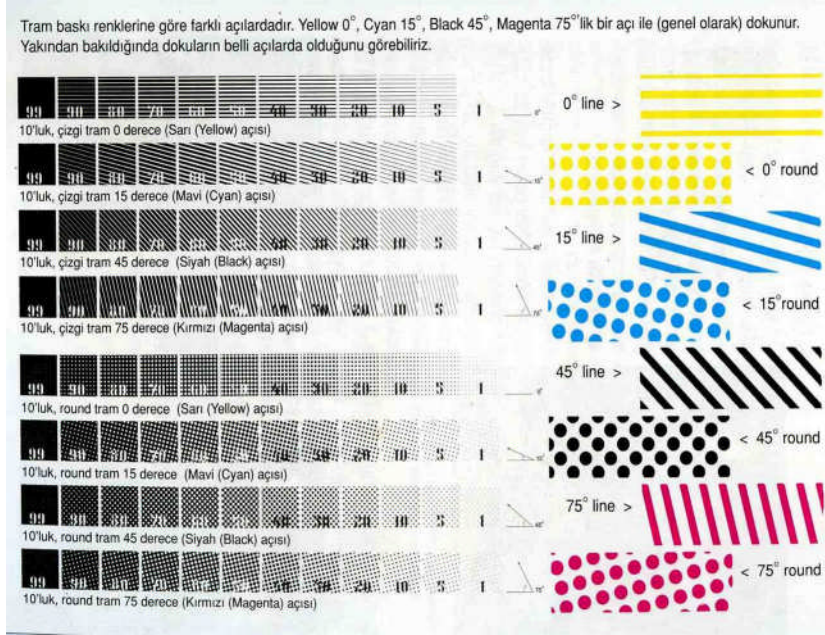 Tram baskı renklerine göre farklı açılardadır. Yellow 0°, Cyan 15°, Black 45°, Magenta 75°'lik bir açı ile (genel olarak) dokunur.
Yakından bakıldığında dokuların belli açılarda olduğunu görebiliriz.
99 90 80 70 60 50 40 30 20 10 5 1 0°
10'luk, çizgi tram 0 derece (Sarı (Yellow) açısı)
99 90 80 70 60 50 40 30 20 10 5 1 15°
10'luk, çizgi tram 15 derece (Mavi (Cyan) açısı)
99 90 80 70 60 50 40 30 20 10 5 1 45°
10'luk, çizgi tram 45 derece (Siyah (Black) açısı)
99 90 80 70 60 50 40 30 20 10 5 1 75°
10'luk, çizgi tram 75 derece (Kırmızı (Magenta) açısı)
99 90 80 70 60 50 40 30 20 10 5 1 0°
10'luk, round tram 0 derece (Sarı (Yellow) açısı)
99 90 80 70 60 50 40 30 20 10 5 1 15°
10'luk, round tram 15 derece (Mavi (Cyan) açısı)
99 90 80 70 60 50 40 30 20 10 5 1 45°
10'luk, round tram 45 derece (Siyah (Black) açısı)
99 90 80 70 60 50 40 30 20 10 5 1 75°
10'luk, round tram 75 derece (Kırmızı (Magenta) açısı)
0° line >
< 0° round
15° line >
< 15°round
45° line >
< 45° round
75° line >
< 75° round